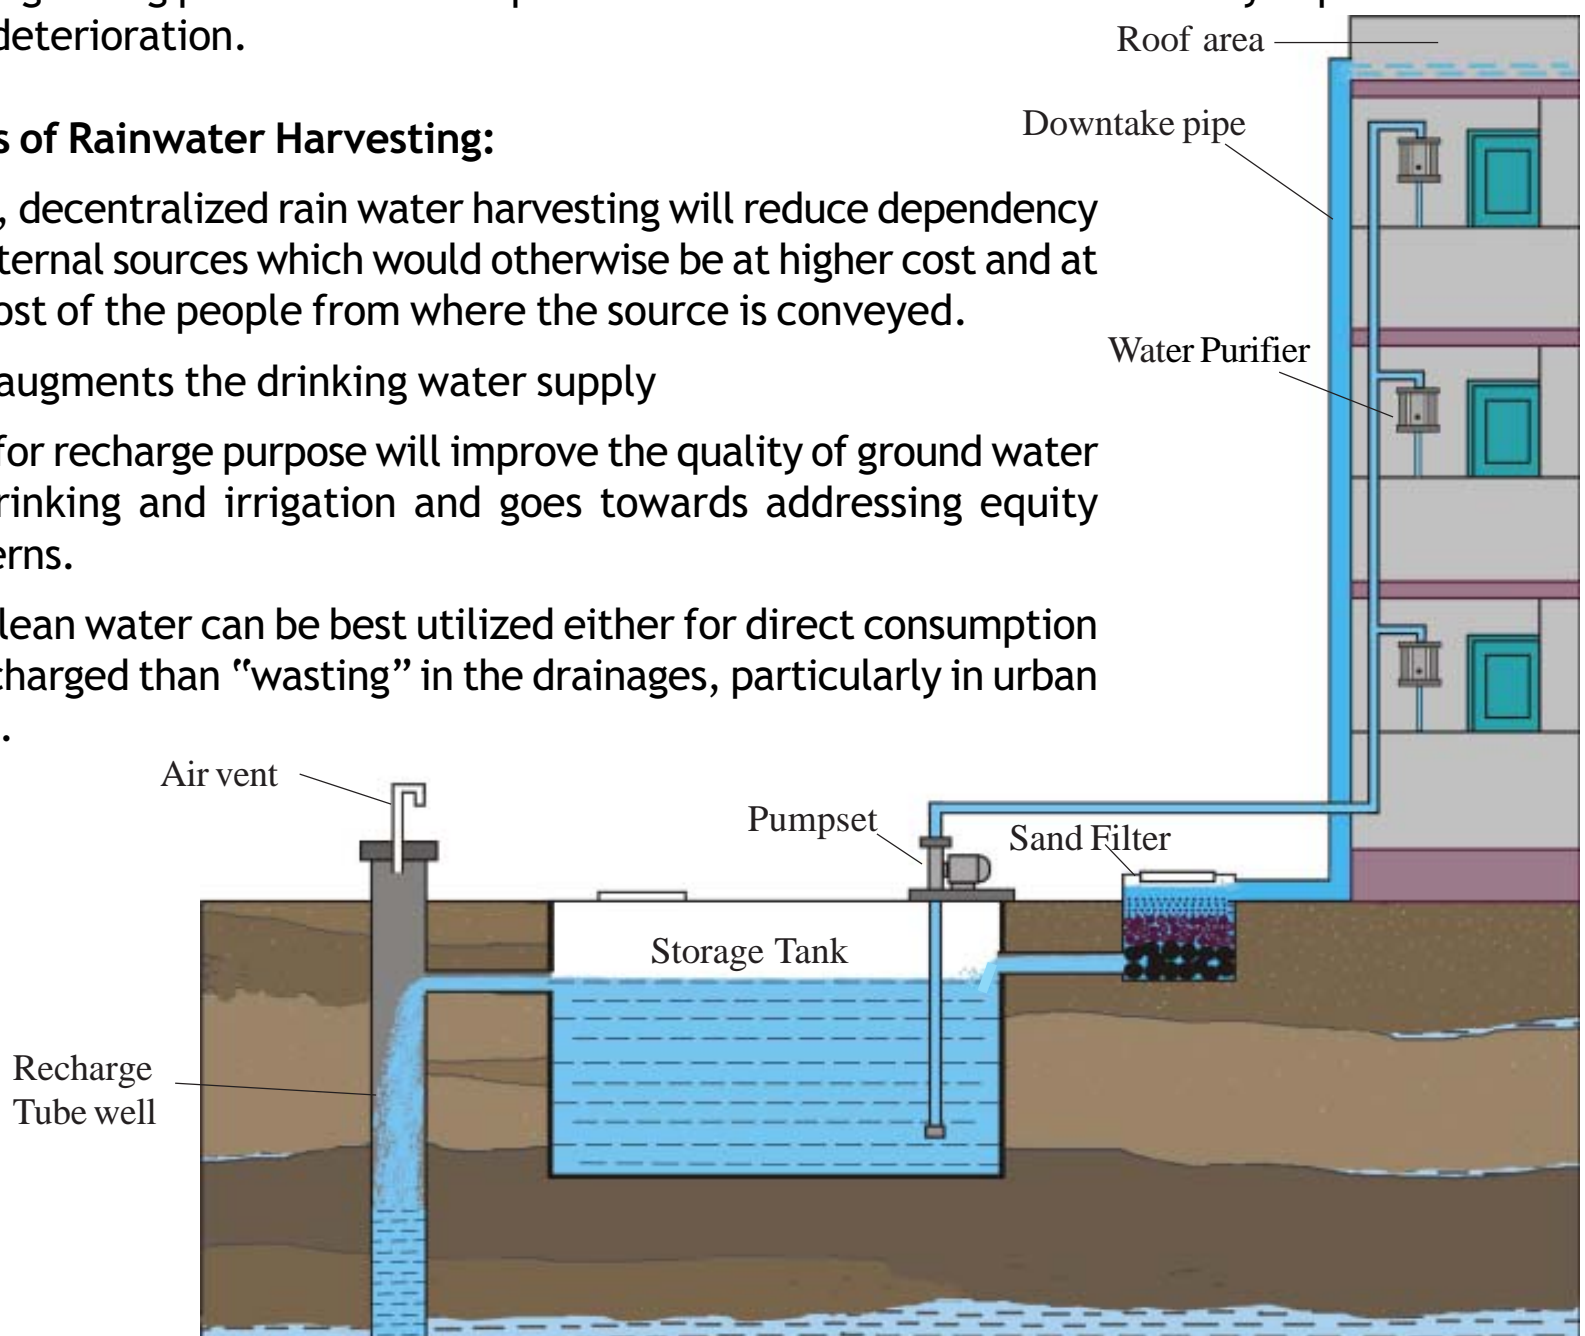 deterioration.
s of Rainwater Harvesting:
, decentralized rain water harvesting will reduce dependency
ternal sources which would otherwise be at higher cost and at
ost of the people from where the source is conveyed.
augments the drinking water supply
for recharge purpose will improve the quality of ground water
rinking and irrigation and goes towards addressing equity
erns.
lean water can be best utilized either for direct consumption
charged than “wasting” in the drainages, particularly in urban
.
Roof area
Downtake pipe
Water Purifier
Air vent
Pumpset
Sand Filter
Storage Tank
Recharge
Tube well